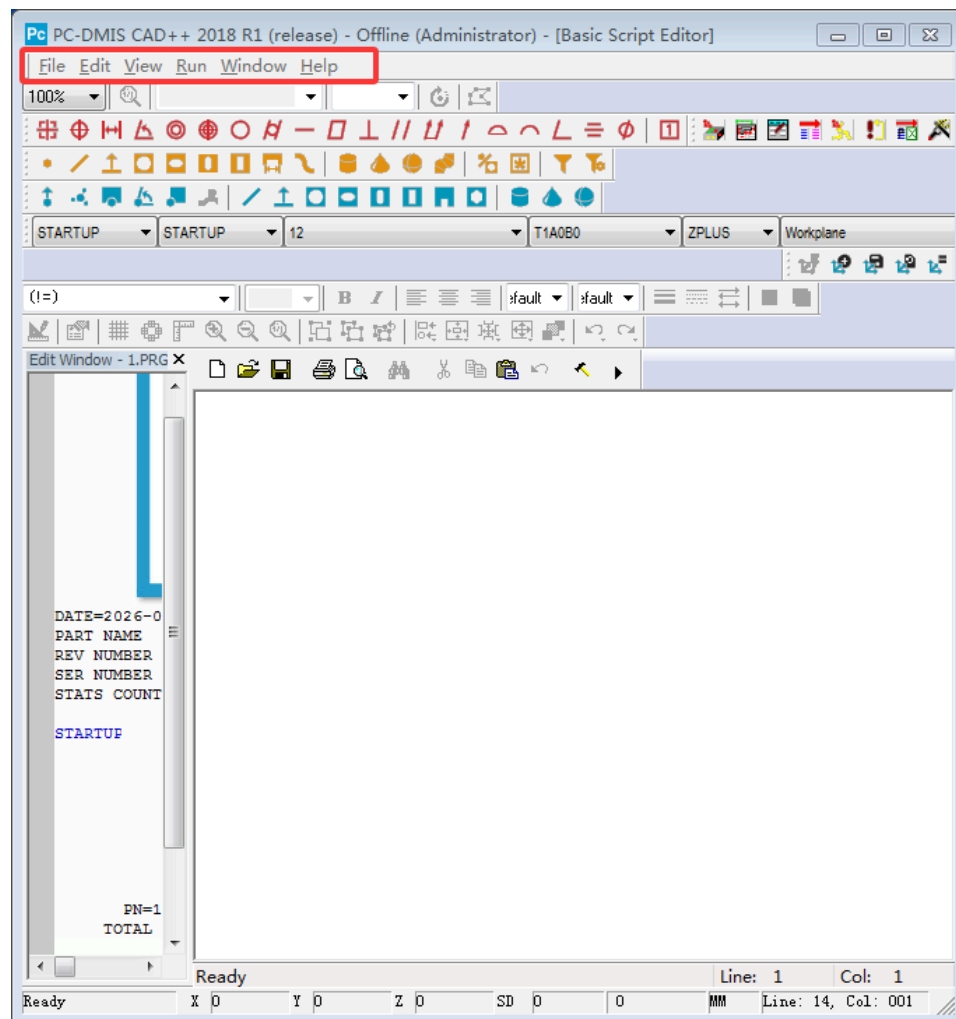 Pc PC-DMIS CAD++ 2018 R1 (release) - Offline (Administrator) - [Basic Script Editor]
File Edit View Run Window Help
100%
1
STARTUP STARTUP 12 T1A0B0 ZPLUS Workplane
(!=) B I efault efault
Edit Window - 1.PRG
DATE=2026-0
PART NAME
REV NUMBER
SER NUMBER
STATS COUNT
STARTUP
PN=1
TOTAL
Ready Line: 1 Col: 1
Ready X 0 Y 0 Z 0 SD 0 0 MM Line: 14, Col: 001